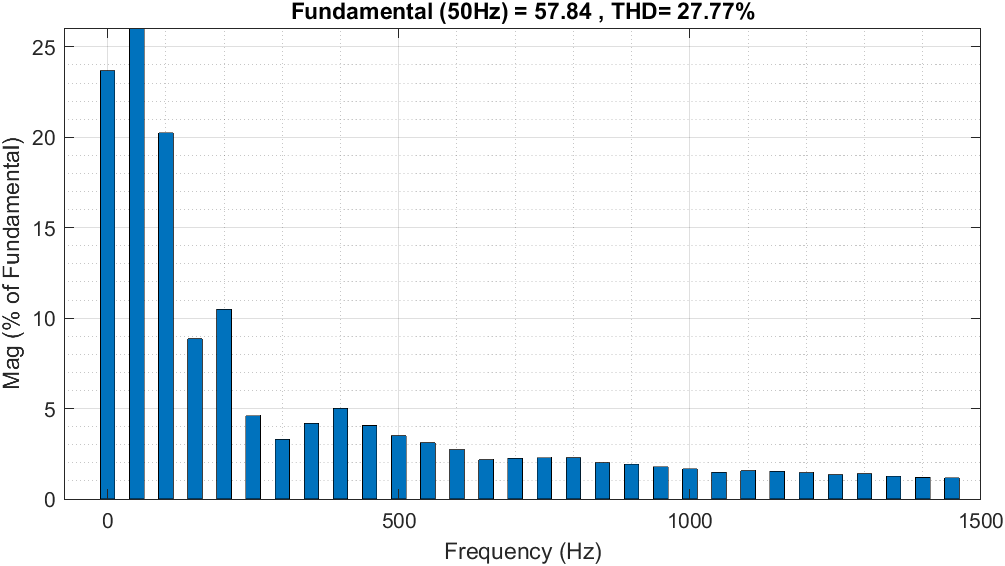 Fundamental (50Hz) = 57.84 , THD= 27.77%
25
20
15
10
5
0
Mag (% of Fundamental)
0 500 1000 1500
Frequency (Hz)